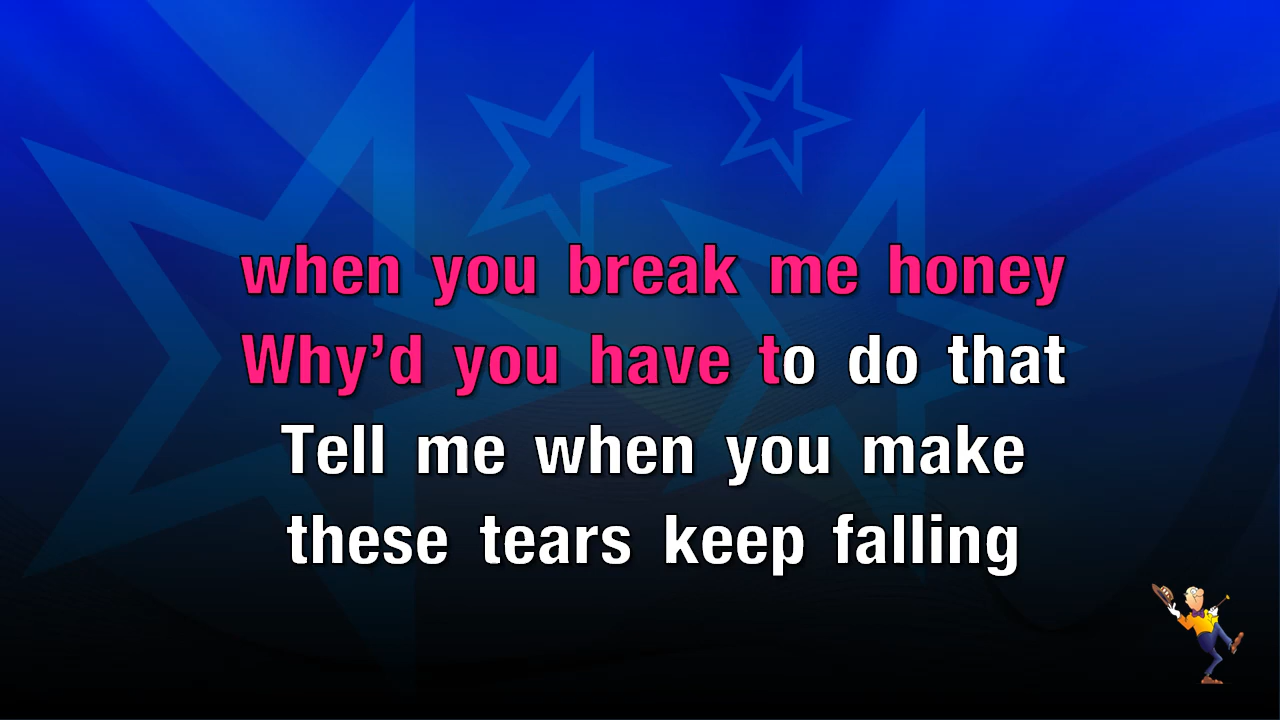 when you break me honey
Why’d you have to do that
Tell me when you make
these tears keep falling